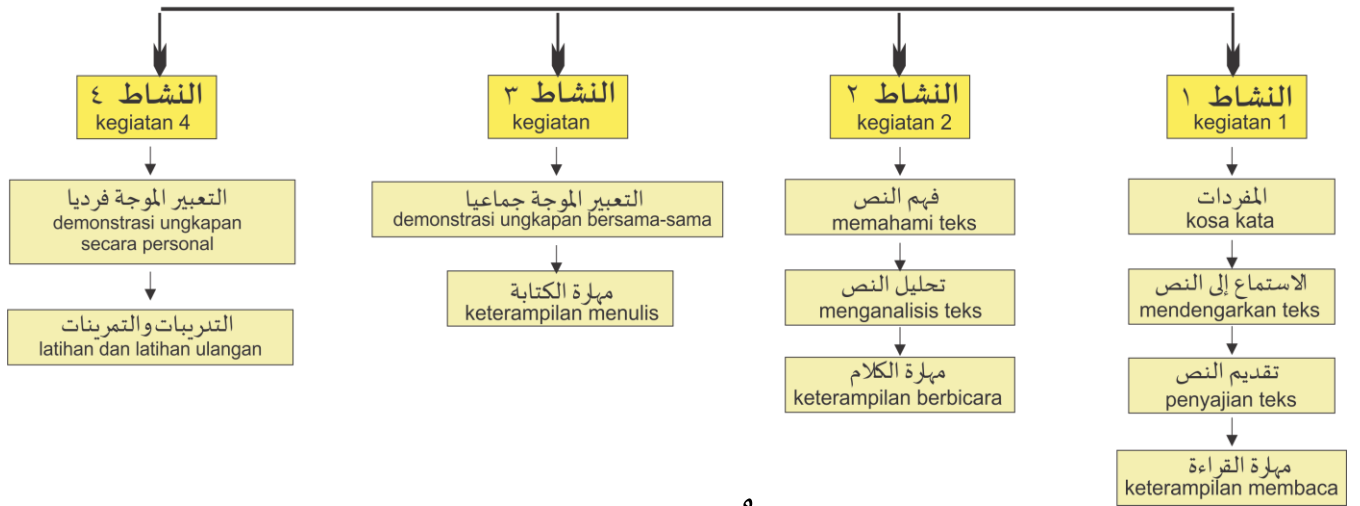 النشاط ١
kegiatan 1
المفردات
kosa kata
الاستماع إلى النص
mendengarkan teks
تقديم النص
penyajian teks
مهارة القراءة
keterampilan membaca
النشاط ٢
kegiatan 2
فهم النص
memahami teks
تحليل النص
menganalisis teks
مهارة الكلام
keterampilan berbicara
النشاط ٣
kegiatan
التعبير الموجة جماعيا
demonstrasi ungkapan bersama-sama
مهارة الكتابة
keterampilan menulis
النشاط ٤
kegiatan 4
التعبير الموجة فرديا
demonstrasi ungkapan
secara personal
التدريبات والتمرينات
latihan dan latihan ulangan